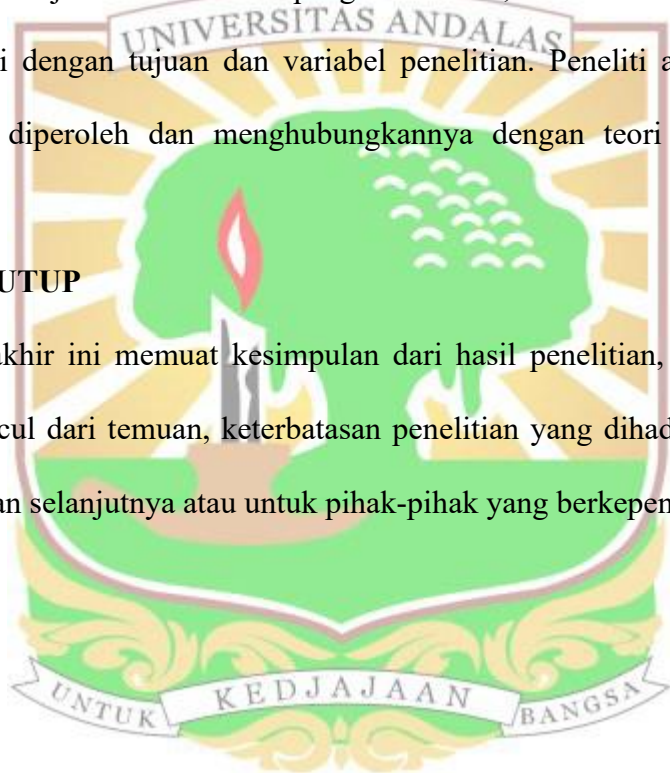 UNIVERSITAS ANDALAS
i dengan tujuan dan variabel penelitian. Peneliti a
diperoleh dan menghubungkannya dengan teori
UTUP
akhir ini memuat kesimpulan dari hasil penelitian,
cul dari temuan, keterbatasan penelitian yang dihad
an selanjutnya atau untuk pihak-pihak yang berkepen
UNTUK KEDJAJAAN BANGSA